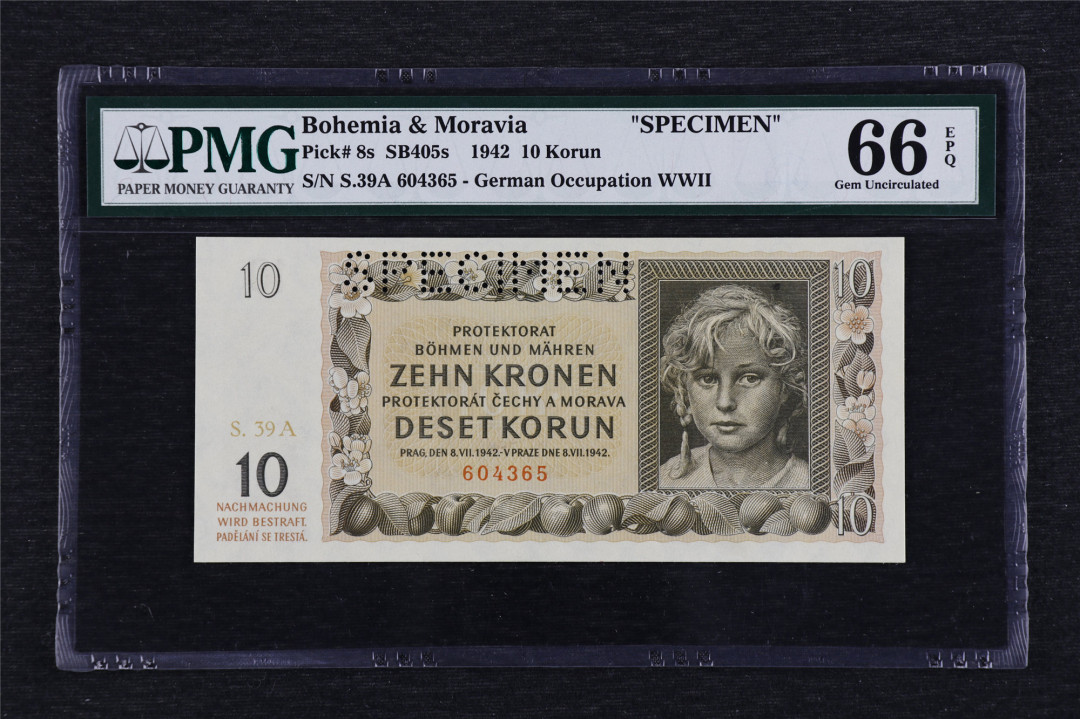 PMG
PAPER MONEY GUARANTY
Bohemia & Moravia "SPECIMEN"
Pick# 8s SB405s 1942 10 Korun
S/N S.39A 604365 - German Occupation WWII
66 EPQ
Gem Uncirculated
SPECIMEN
10
10
PROTEKTORAT
BÖHMEN UND MÄHREN
ZEHN KRONEN
PROTEKTORÁT ČECHY A MORAVA
DESET KORUN
PRAG, DEN 8.VII.1942.-V PRAZE DNE 8.VII.1942.
604365
S. 39 A
10
NACHMACHUNG
WIRD BESTRAFT.
PADĚLÁNÍ SE TRESTÁ.
10